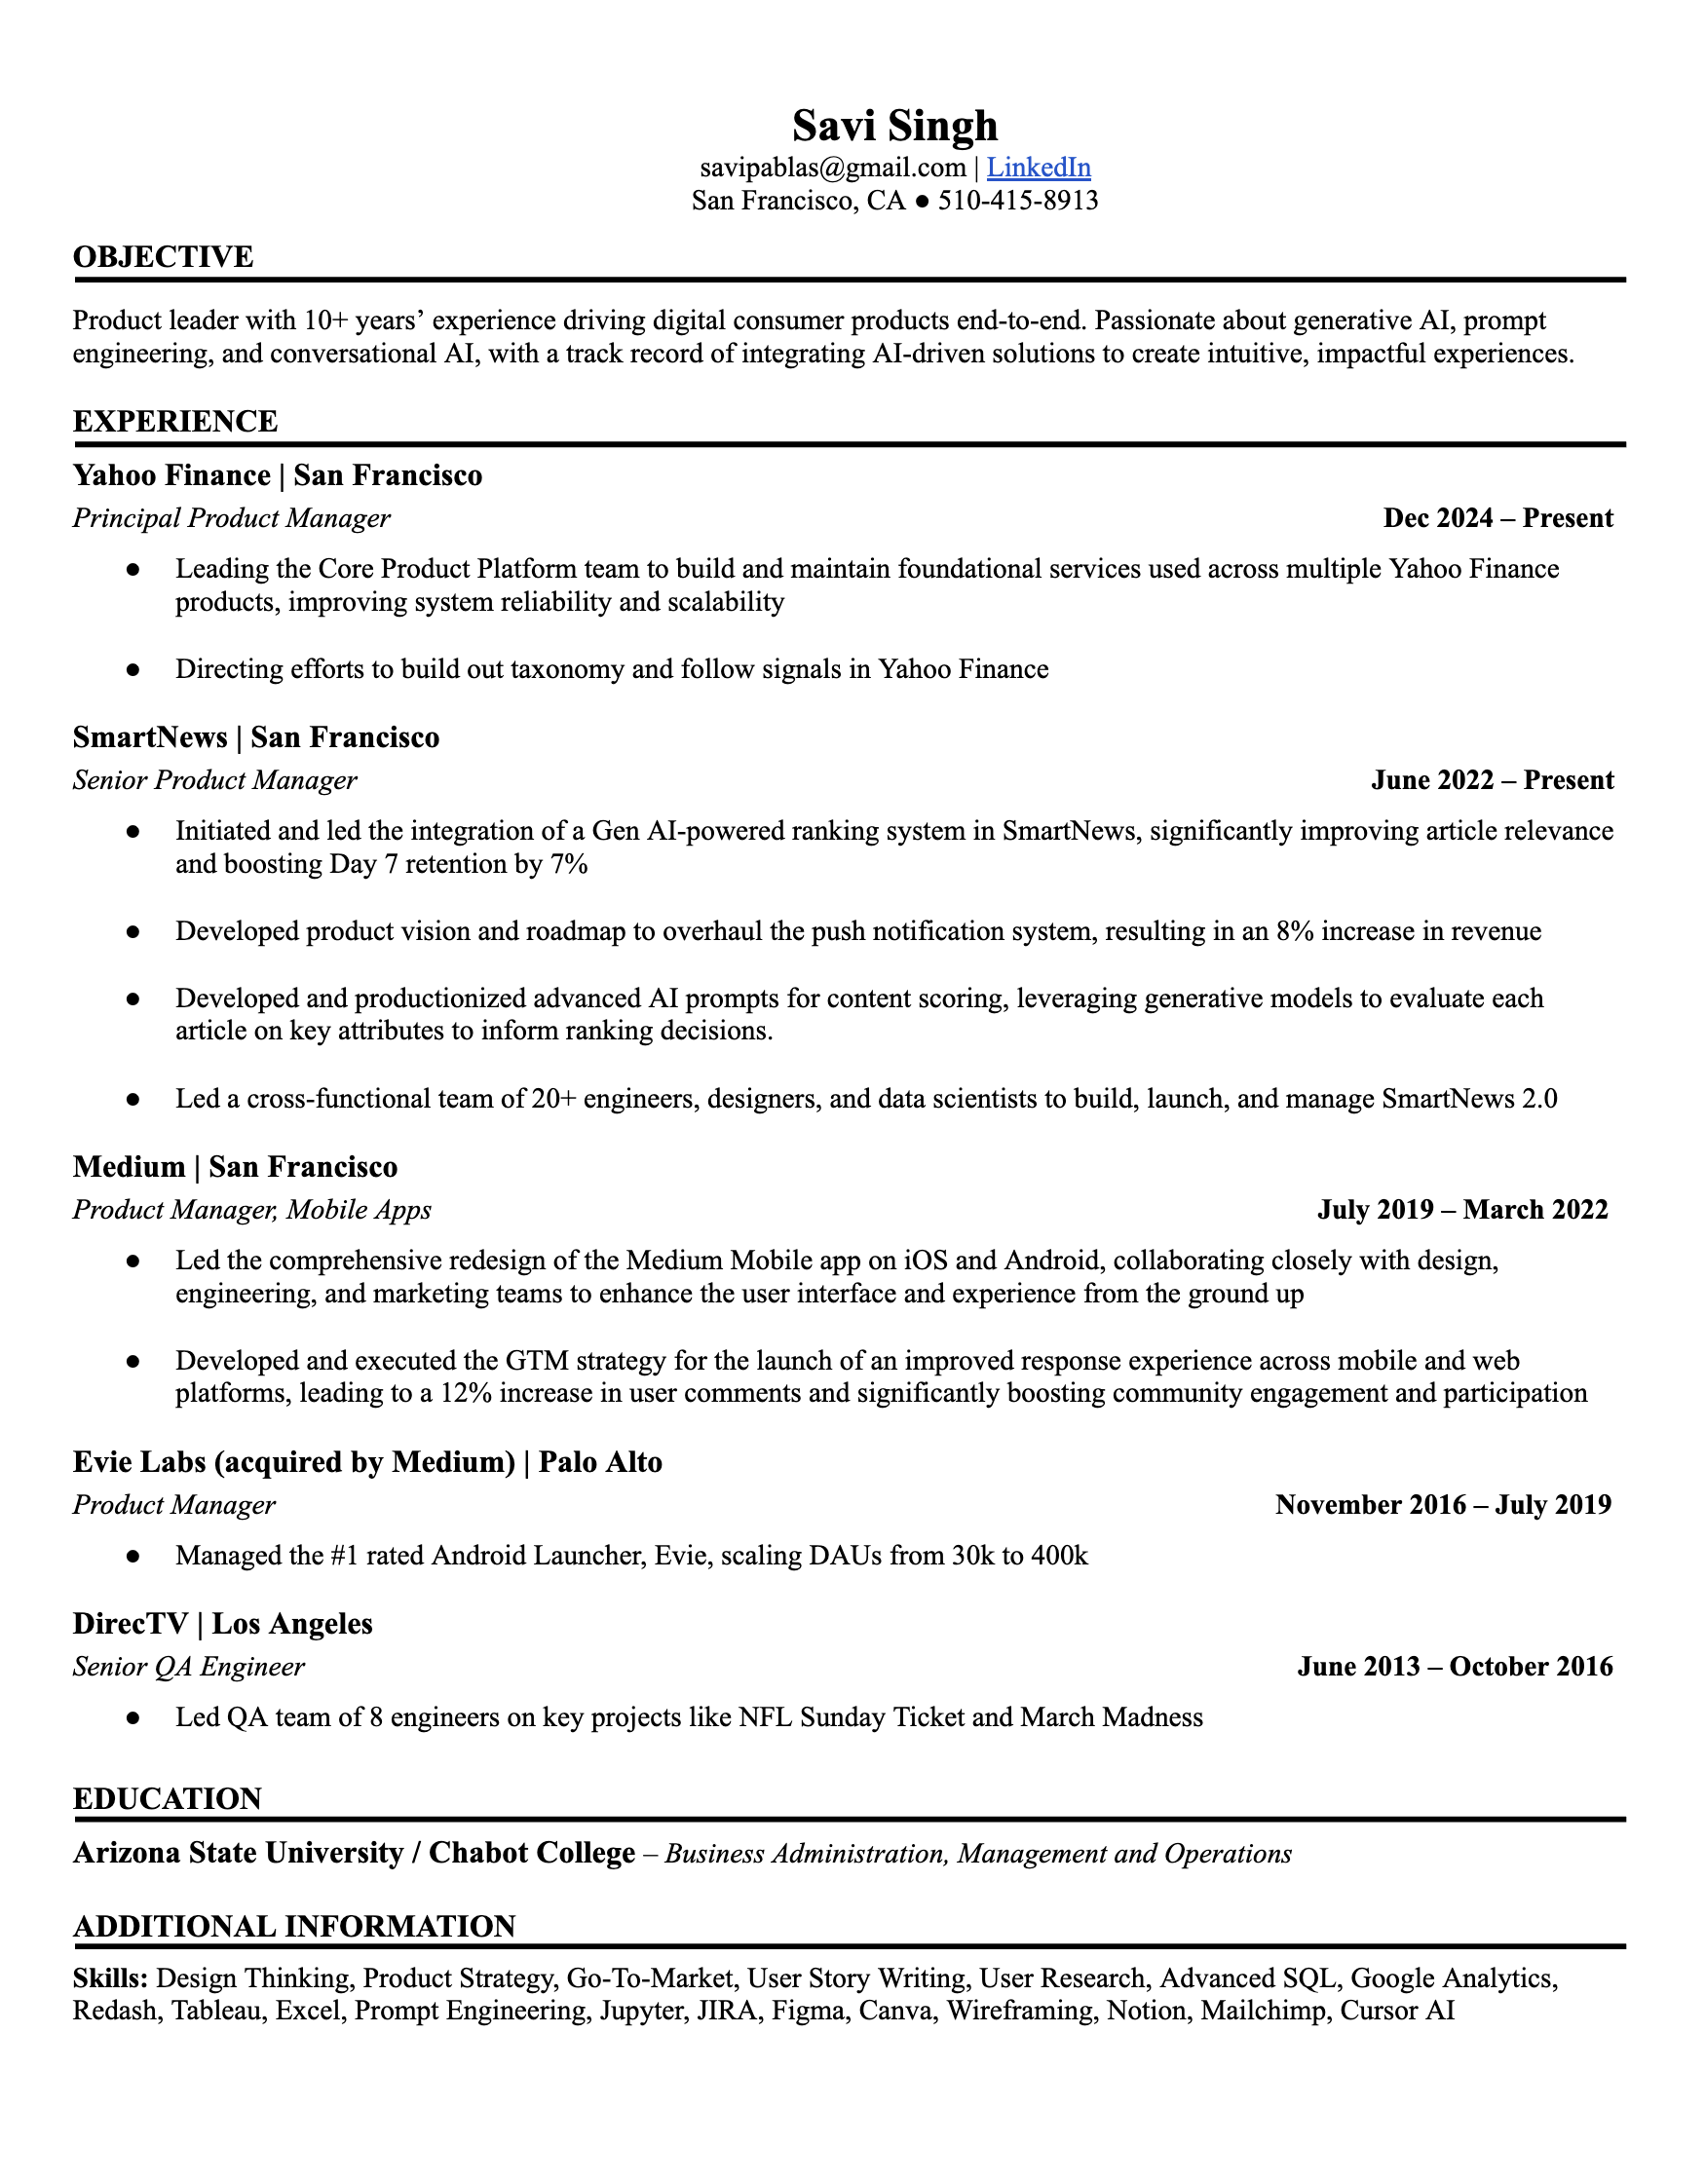 Savi Singh
savipablas@gmail.com | LinkedIn
San Francisco, CA ● 510-415-8913
OBJECTIVE
Product leader with 10+ years’ experience driving digital consumer products end-to-end. Passionate about generative AI, prompt
engineering, and conversational AI, with a track record of integrating AI-driven solutions to create intuitive, impactful experiences.
EXPERIENCE
Yahoo Finance | San Francisco
Principal Product Manager Dec 2024 – Present
● Leading the Core Product Platform team to build and maintain foundational services used across multiple Yahoo Finance
products, improving system reliability and scalability
● Directing efforts to build out taxonomy and follow signals in Yahoo Finance
SmartNews | San Francisco
Senior Product Manager June 2022 – Present
● Initiated and led the integration of a Gen AI-powered ranking system in SmartNews, significantly improving article relevance
and boosting Day 7 retention by 7%
● Developed product vision and roadmap to overhaul the push notification system, resulting in an 8% increase in revenue
● Developed and productionized advanced AI prompts for content scoring, leveraging generative models to evaluate each
article on key attributes to inform ranking decisions.
● Led a cross-functional team of 20+ engineers, designers, and data scientists to build, launch, and manage SmartNews 2.0
Medium | San Francisco
Product Manager, Mobile Apps July 2019 – March 2022
● Led the comprehensive redesign of the Medium Mobile app on iOS and Android, collaborating closely with design,
engineering, and marketing teams to enhance the user interface and experience from the ground up
● Developed and executed the GTM strategy for the launch of an improved response experience across mobile and web
platforms, leading to a 12% increase in user comments and significantly boosting community engagement and participation
Evie Labs (acquired by Medium) | Palo Alto
Product Manager November 2016 – July 2019
● Managed the #1 rated Android Launcher, Evie, scaling DAUs from 30k to 400k
DirecTV | Los Angeles
Senior QA Engineer June 2013 – October 2016
● Led QA team of 8 engineers on key projects like NFL Sunday Ticket and March Madness
EDUCATION
Arizona State University / Chabot College – Business Administration, Management and Operations
ADDITIONAL INFORMATION
Skills: Design Thinking, Product Strategy, Go-To-Market, User Story Writing, User Research, Advanced SQL, Google Analytics,
Redash, Tableau, Excel, Prompt Engineering, Jupyter, JIRA, Figma, Canva, Wireframing, Notion, Mailchimp, Cursor AI